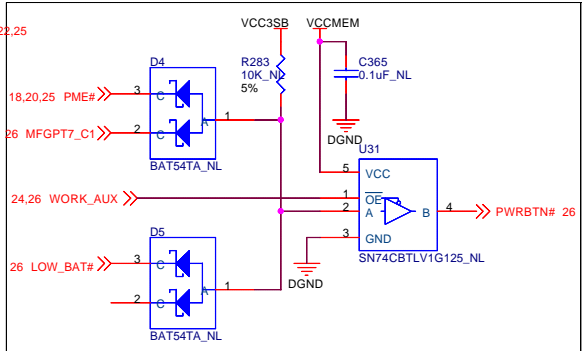 22,25
VCC3SB
VCCMEM
D4
R283
10K_NL
5%
C365
0.1uF_NL
18,20,25 PME#
3
C
A
1
26 MFGPT7_C1
2
C
BAT54TA_NL
DGND
U31
5
VCC
24,26 WORK_AUX
1
OE
2
A
B
4
PWRBTN# 26
3
GND
SN74CBTLV1G125_NL
DGND
D5
26 LOW_BAT#
3
C
A
1
2
C
BAT54TA_NL